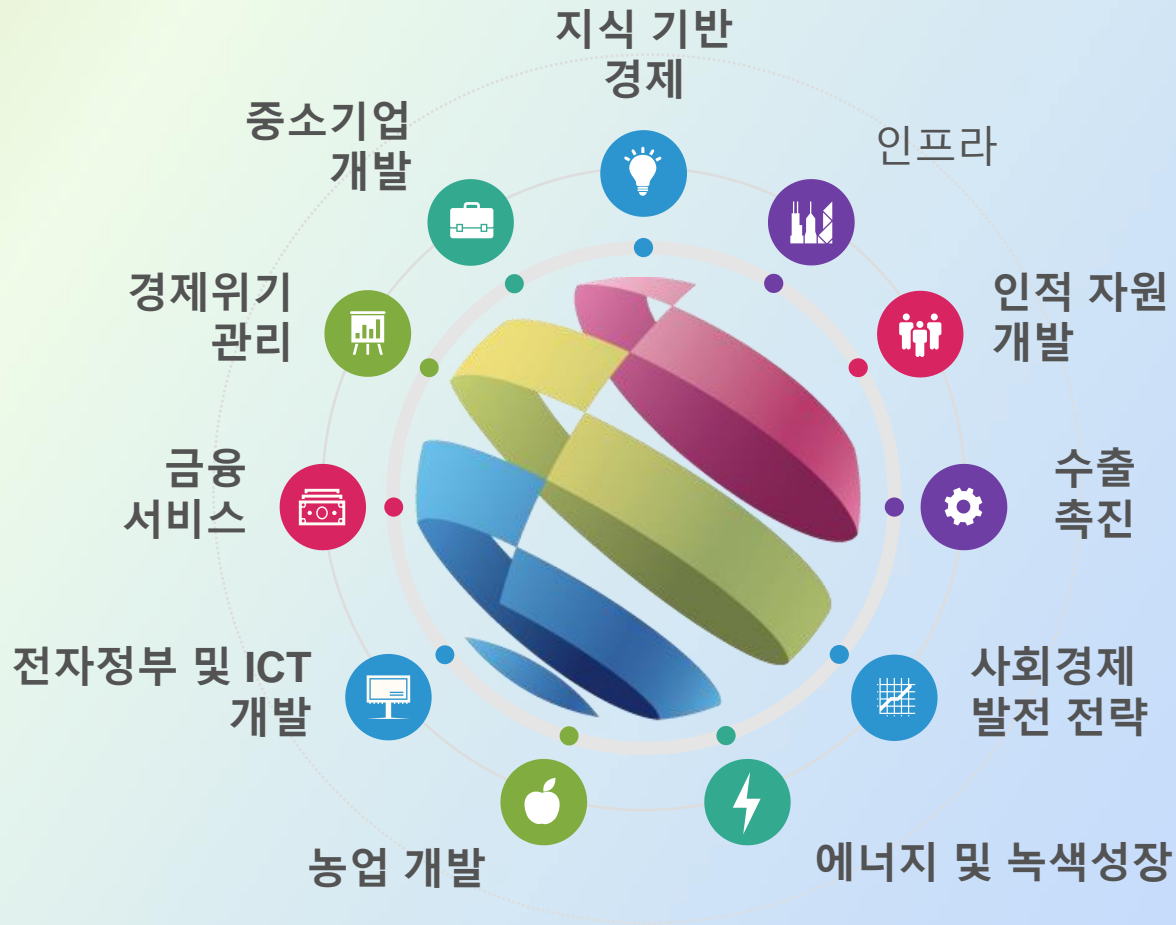 지식 기반
경제
인프라
인적 자원
개발
수출
촉진
사회경제
발전 전략
에너지 및 녹색성장
농업 개발
전자정부 및 ICT
개발
금융
서비스
경제위기
관리
중소기업
개발